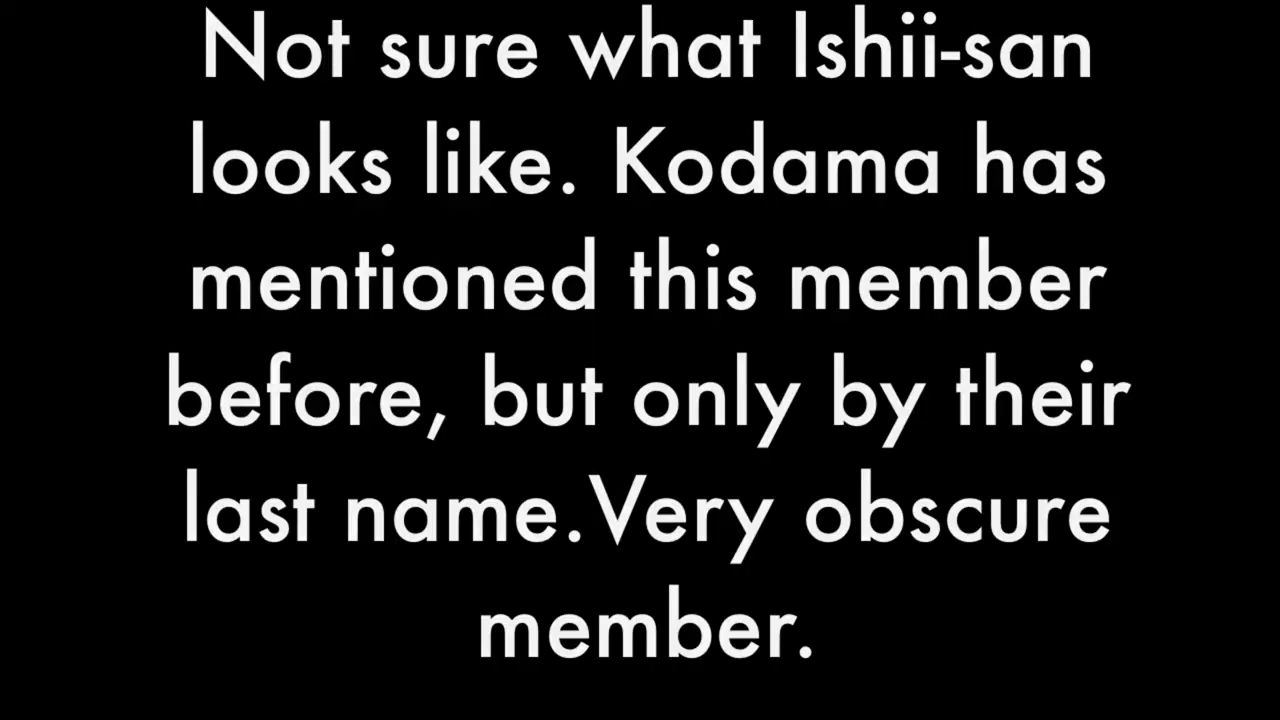 Not sure what Ishii-san
looks like. Kodama has
mentioned this member
before, but only by their
last name.Very obscure
member.